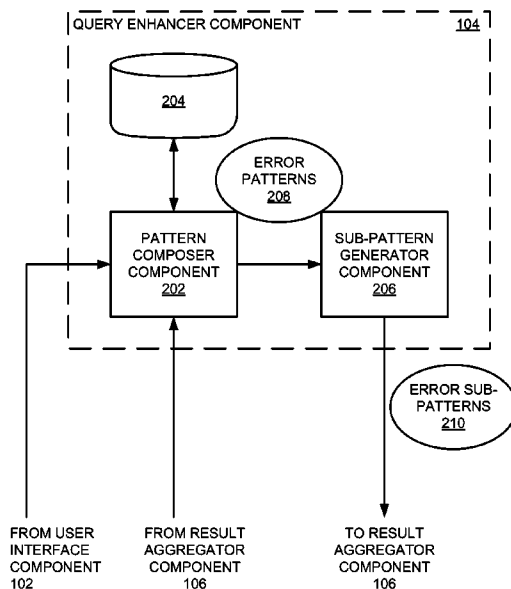 QUERY ENHANCER COMPONENT 104
204
ERROR
PATTERNS
208
PATTERN
COMPOSER
COMPONENT
202
SUB-PATTERN
GENERATOR
COMPONENT
206
ERROR SUB-
PATTERNS
210
FROM USER
INTERFACE
COMPONENT
102
FROM RESULT
AGGREGATOR
COMPONENT
106
TO RESULT
AGGREGATOR
COMPONENT
106